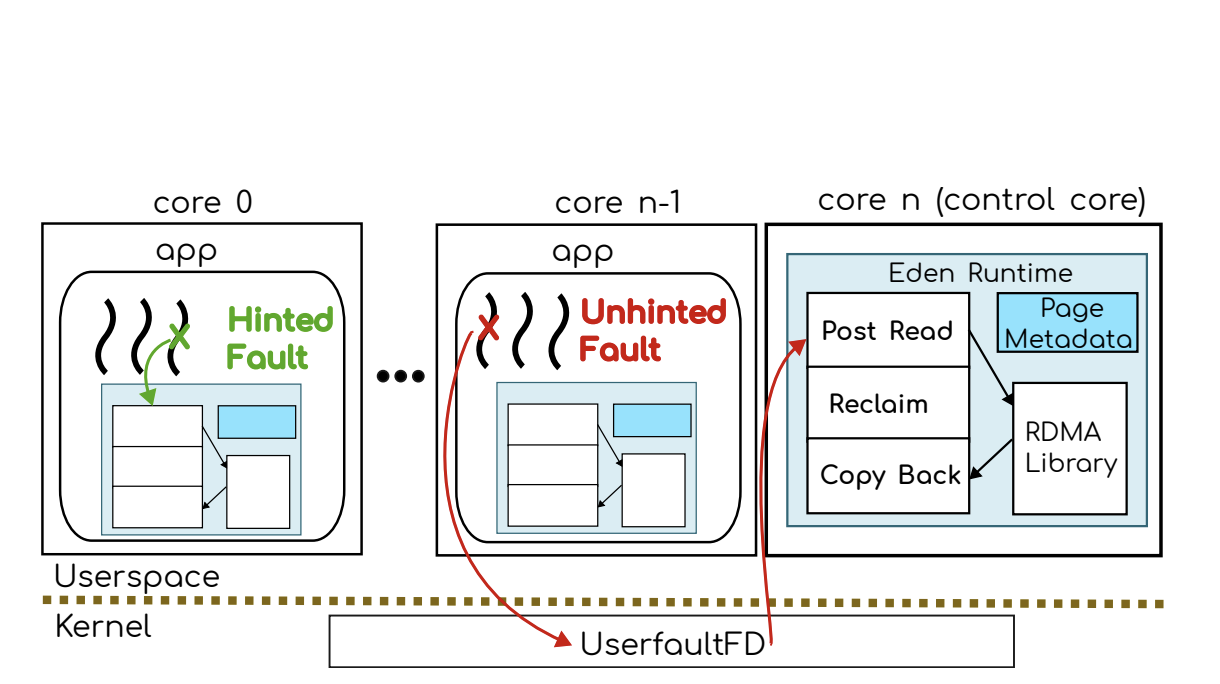 core 0
core n-1
core n (control core)
app
app
Eden Runtime
Hinted
Fault
Unhinted
Fault
Post Read
Reclaim
Copy Back
Page
Metadata
RDMA
Library
Userspace
Kernel
UserfaultFD